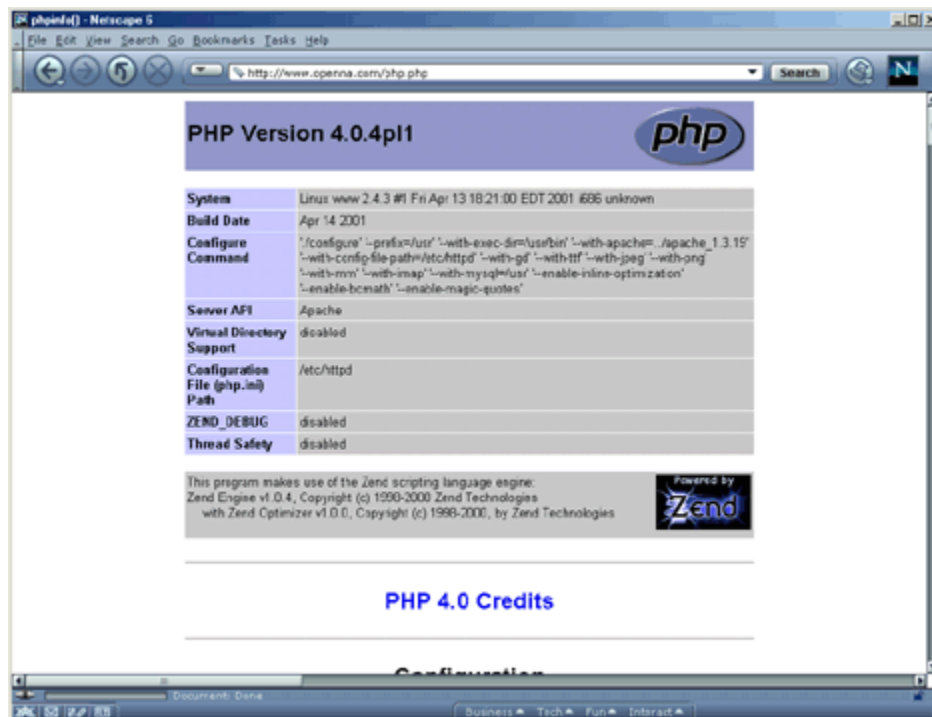 phpinfo() - Netscape 6
File Edit View Search Go Bookmarks Tasks Help
http://www.openna.com/php.php
Search
N
PHP Version 4.0.4pl1
php
System Linux www 2.4.3 #1 Fri Apr 13 18:21:00 EDT 2001 i686 unknown
Build Date Apr 14 2001
Configure Command './configure' '--prefix=/usr' '--with-exec-dir=/usr/bin' '--with-apache=../apache_1.3.19'
'--with-config-file-path=/etc/httpd' '--with-gd' '--with-ttf' '--with-jpeg' '--with-png'
'--with-mm' '--with-imap' '--with-mysql=/usr' '--enable-inline-optimization'
'--enable-bcmath' '--enable-magic-quotes'
Server API Apache
Virtual Directory Support disabled
Configuration File (php.ini) Path /etc/httpd
ZEND_DEBUG disabled
Thread Safety disabled
This program makes use of the Zend scripting language engine:
Zend Engine v1.0.4, Copyright (c) 1998-2000 Zend Technologies
with Zend Optimizer v1.0.0, Copyright (c) 1998-2000, by Zend Technologies
Powered by
Zend
PHP 4.0 Credits
Configuration
Document: Done
Business Tech Fun Interact